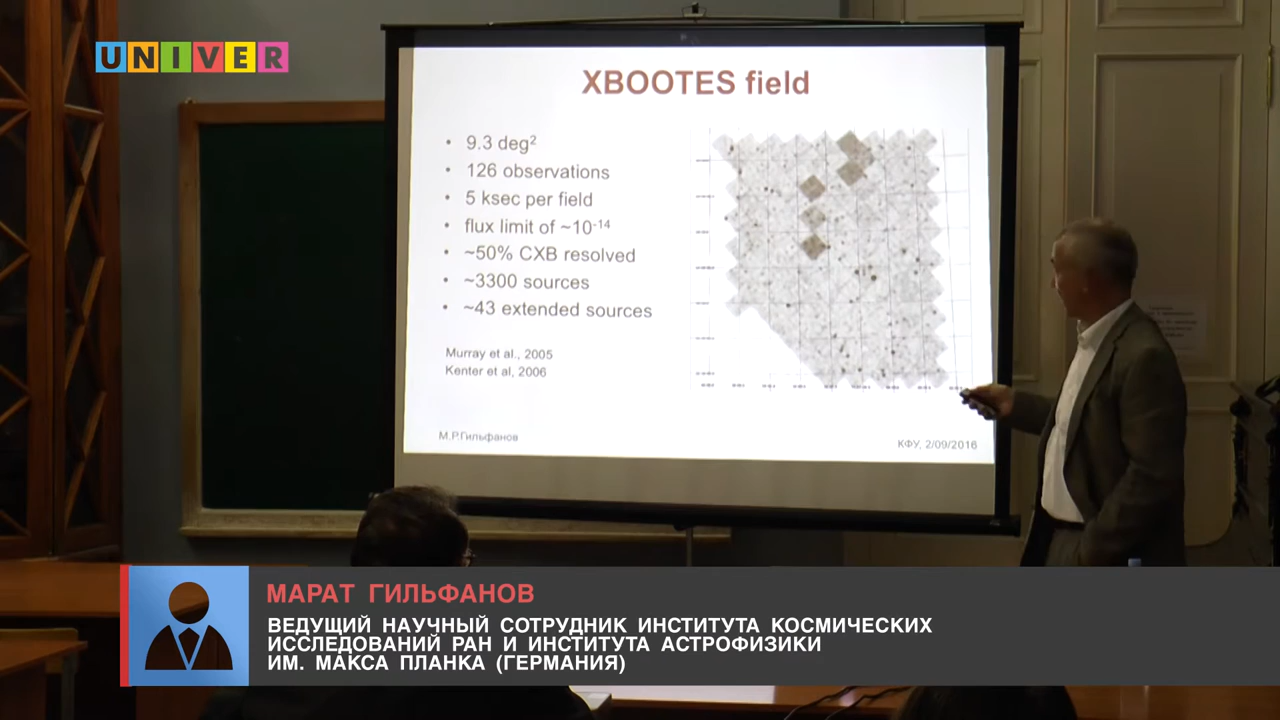 UNIVER
XBOOTES field
• 9.3 deg²
• 126 observations
• 5 ksec per field
• flux limit of ~10⁻¹⁴
• ~50% CXB resolved
• ~3300 sources
• ~43 extended sources
Murray et al., 2005
Kenter et al, 2006
М.Р.Гильфанов
КФУ, 2/09/2016
МАРАТ ГИЛЬФАНОВ
ВЕДУЩИЙ НАУЧНЫЙ СОТРУДНИК ИНСТИТУТА КОСМИЧЕСКИХ
ИССЛЕДОВАНИЙ РАН И ИНСТИТУТА АСТРОФИЗИКИ
ИМ. МАКСА ПЛАНКА (ГЕРМАНИЯ)